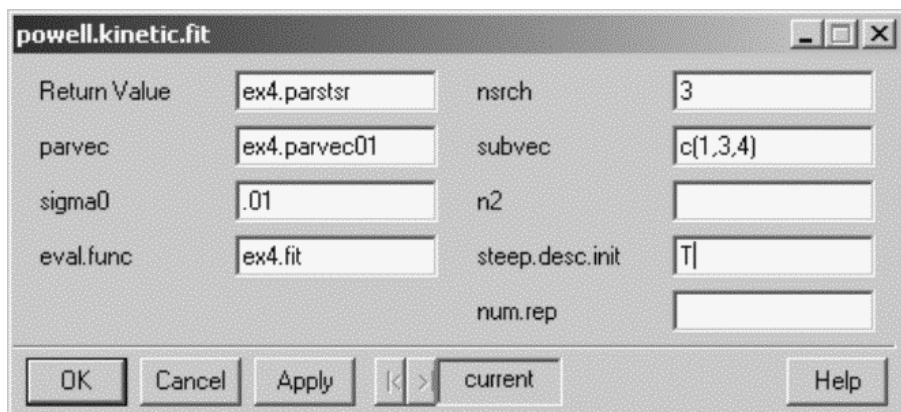 powell.kinetic.fit
Return Value ex4.parstsr nsrch 3
parvec ex4.parvec01 subvec c(1,3,4)
sigma0 .01 n2
eval.func ex4.fit steep.desc.init T
num.rep
OK Cancel Apply current Help